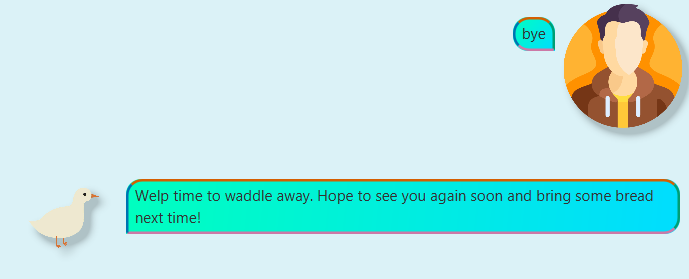 bye
Welp time to waddle away. Hope to see you again soon and bring some bread
next time!